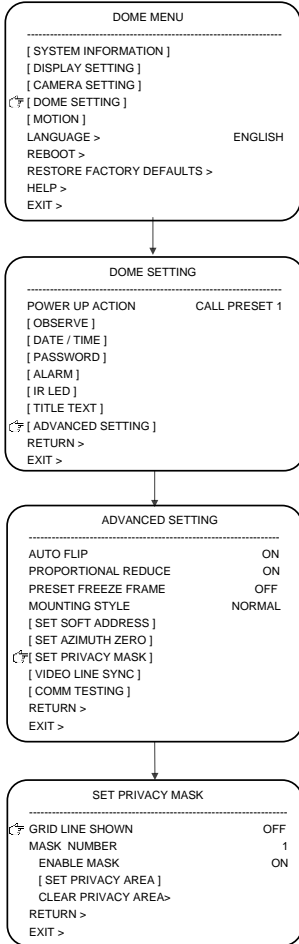 DOME MENU
[ SYSTEM INFORMATION ]
[ DISPLAY SETTING ]
[ CAMERA SETTING ]
[ DOME SETTING ]
[ MOTION ]
LANGUAGE > ENGLISH
REBOOT >
RESTORE FACTORY DEFAULTS >
HELP >
EXIT >
DOME SETTING
POWER UP ACTION CALL PRESET 1
[ OBSERVE ]
[ DATE / TIME ]
[ PASSWORD ]
[ ALARM ]
[ IR LED ]
[ TITLE TEXT ]
[ ADVANCED SETTING ]
RETURN >
EXIT >
ADVANCED SETTING
AUTO FLIP ON
PROPORTIONAL REDUCE ON
PRESET FREEZE FRAME OFF
MOUNTING STYLE NORMAL
[ SET SOFT ADDRESS ]
[ SET AZIMUTH ZERO ]
[ SET PRIVACY MASK ]
[ VIDEO LINE SYNC ]
[ COMM TESTING ]
RETURN >
EXIT >
SET PRIVACY MASK
GRID LINE SHOWN OFF
MASK NUMBER 1
ENABLE MASK ON
[ SET PRIVACY AREA ]
CLEAR PRIVACY AREA>
RETURN >
EXIT >